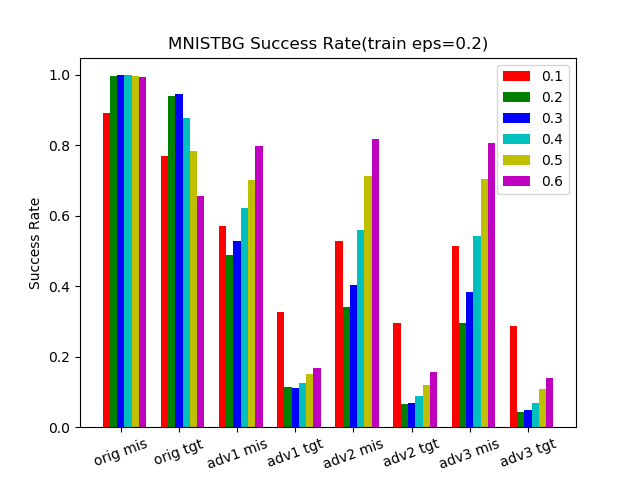 MNISTBG Success Rate(train eps=0.2)
Success Rate
1.0
0.8
0.6
0.4
0.2
0.0
0.1
0.2
0.3
0.4
0.5
0.6
orig mis
orig tgt
adv1 mis
adv1 tgt
adv2 mis
adv2 tgt
adv3 mis
adv3 tgt